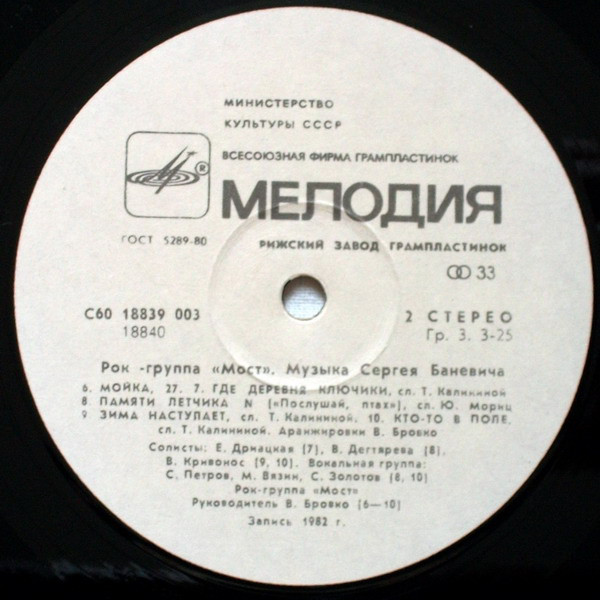 МИНИСТЕРСТВО
КУЛЬТУРЫ СССР
ВСЕСОЮЗНАЯ ФИРМА ГРАМПЛАСТИНОК
®
МЕЛОДИЯ
ГОСТ 5289-80
РИЖСКИЙ ЗАВОД ГРАМПЛАСТИНОК
33
С60 18839 003
2 СТЕРЕО
18840
Гр. 3. 3-25
Рок -группа «Мост». Музыка Сергея Баневича
6. МОЙКА, 27. 7. ГДЕ ДЕРЕВНЯ КЛЮЧИКИ, сл. Т. Калининой
8. ПАМЯТИ ЛЕТЧИКА N («Послушай, птах»), сл. Ю. Мориц
9 ЗИМА НАСТУПАЕТ, сл. Т. Калининой. 10. КТО-ТО В ПОЛЕ,
сл. Т. Калининой. Аранжировки В. Бровко
Солисты: Е. Дриацкая (7), В. Дегтярева (8),
В. Кривонос (9, 10). Вокальная группа:
С. Петров, М. Вязин, С. Золотов (8, 10)
Рок-группа «Мост»
Руководитель В. Бровко (6—10)
Запись 1982 г.